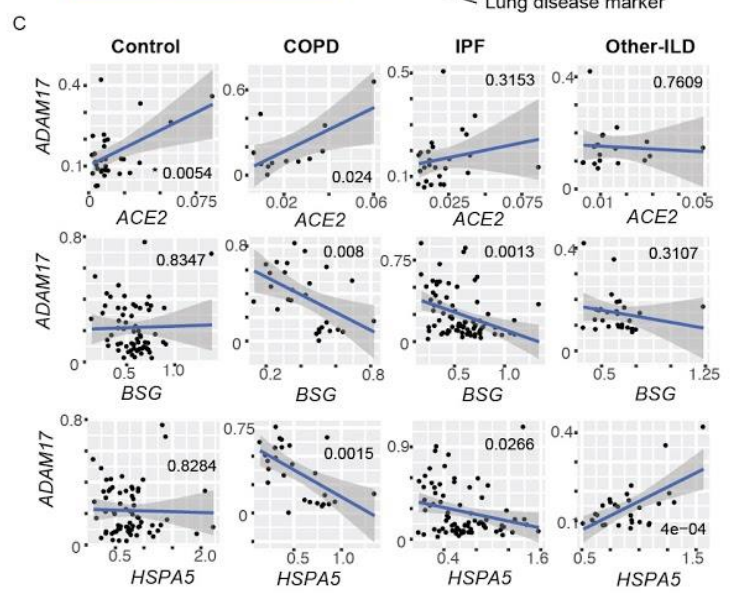 Lung disease marker
C
Control COPD IPF Other-ILD
ADAM17
0.4 0.1 0.0054 0 0.075 ACE2
0.6 0 0.024 0.02 0.06 ACE2
0.5 0.1 0.3153 0.025 0.075 ACE2
0.4 0 0.7609 0.01 0.05 ACE2
ADAM17
0.8 0 0.8347 0.5 1.0 BSG
0.8 0 0.008 0.2 0.8 BSG
0.75 0 0.0013 0.5 1.0 BSG
0.4 0 0.3107 0.5 1.25 BSG
ADAM17
0.8 0 0.8284 0.5 2.0 HSPA5
0.75 0 0.0015 0.5 1.0 HSPA5
0.9 0 0.0266 0.4 1.6 HSPA5
0.4 0.1 4e-04 0.5 1.5 HSPA5